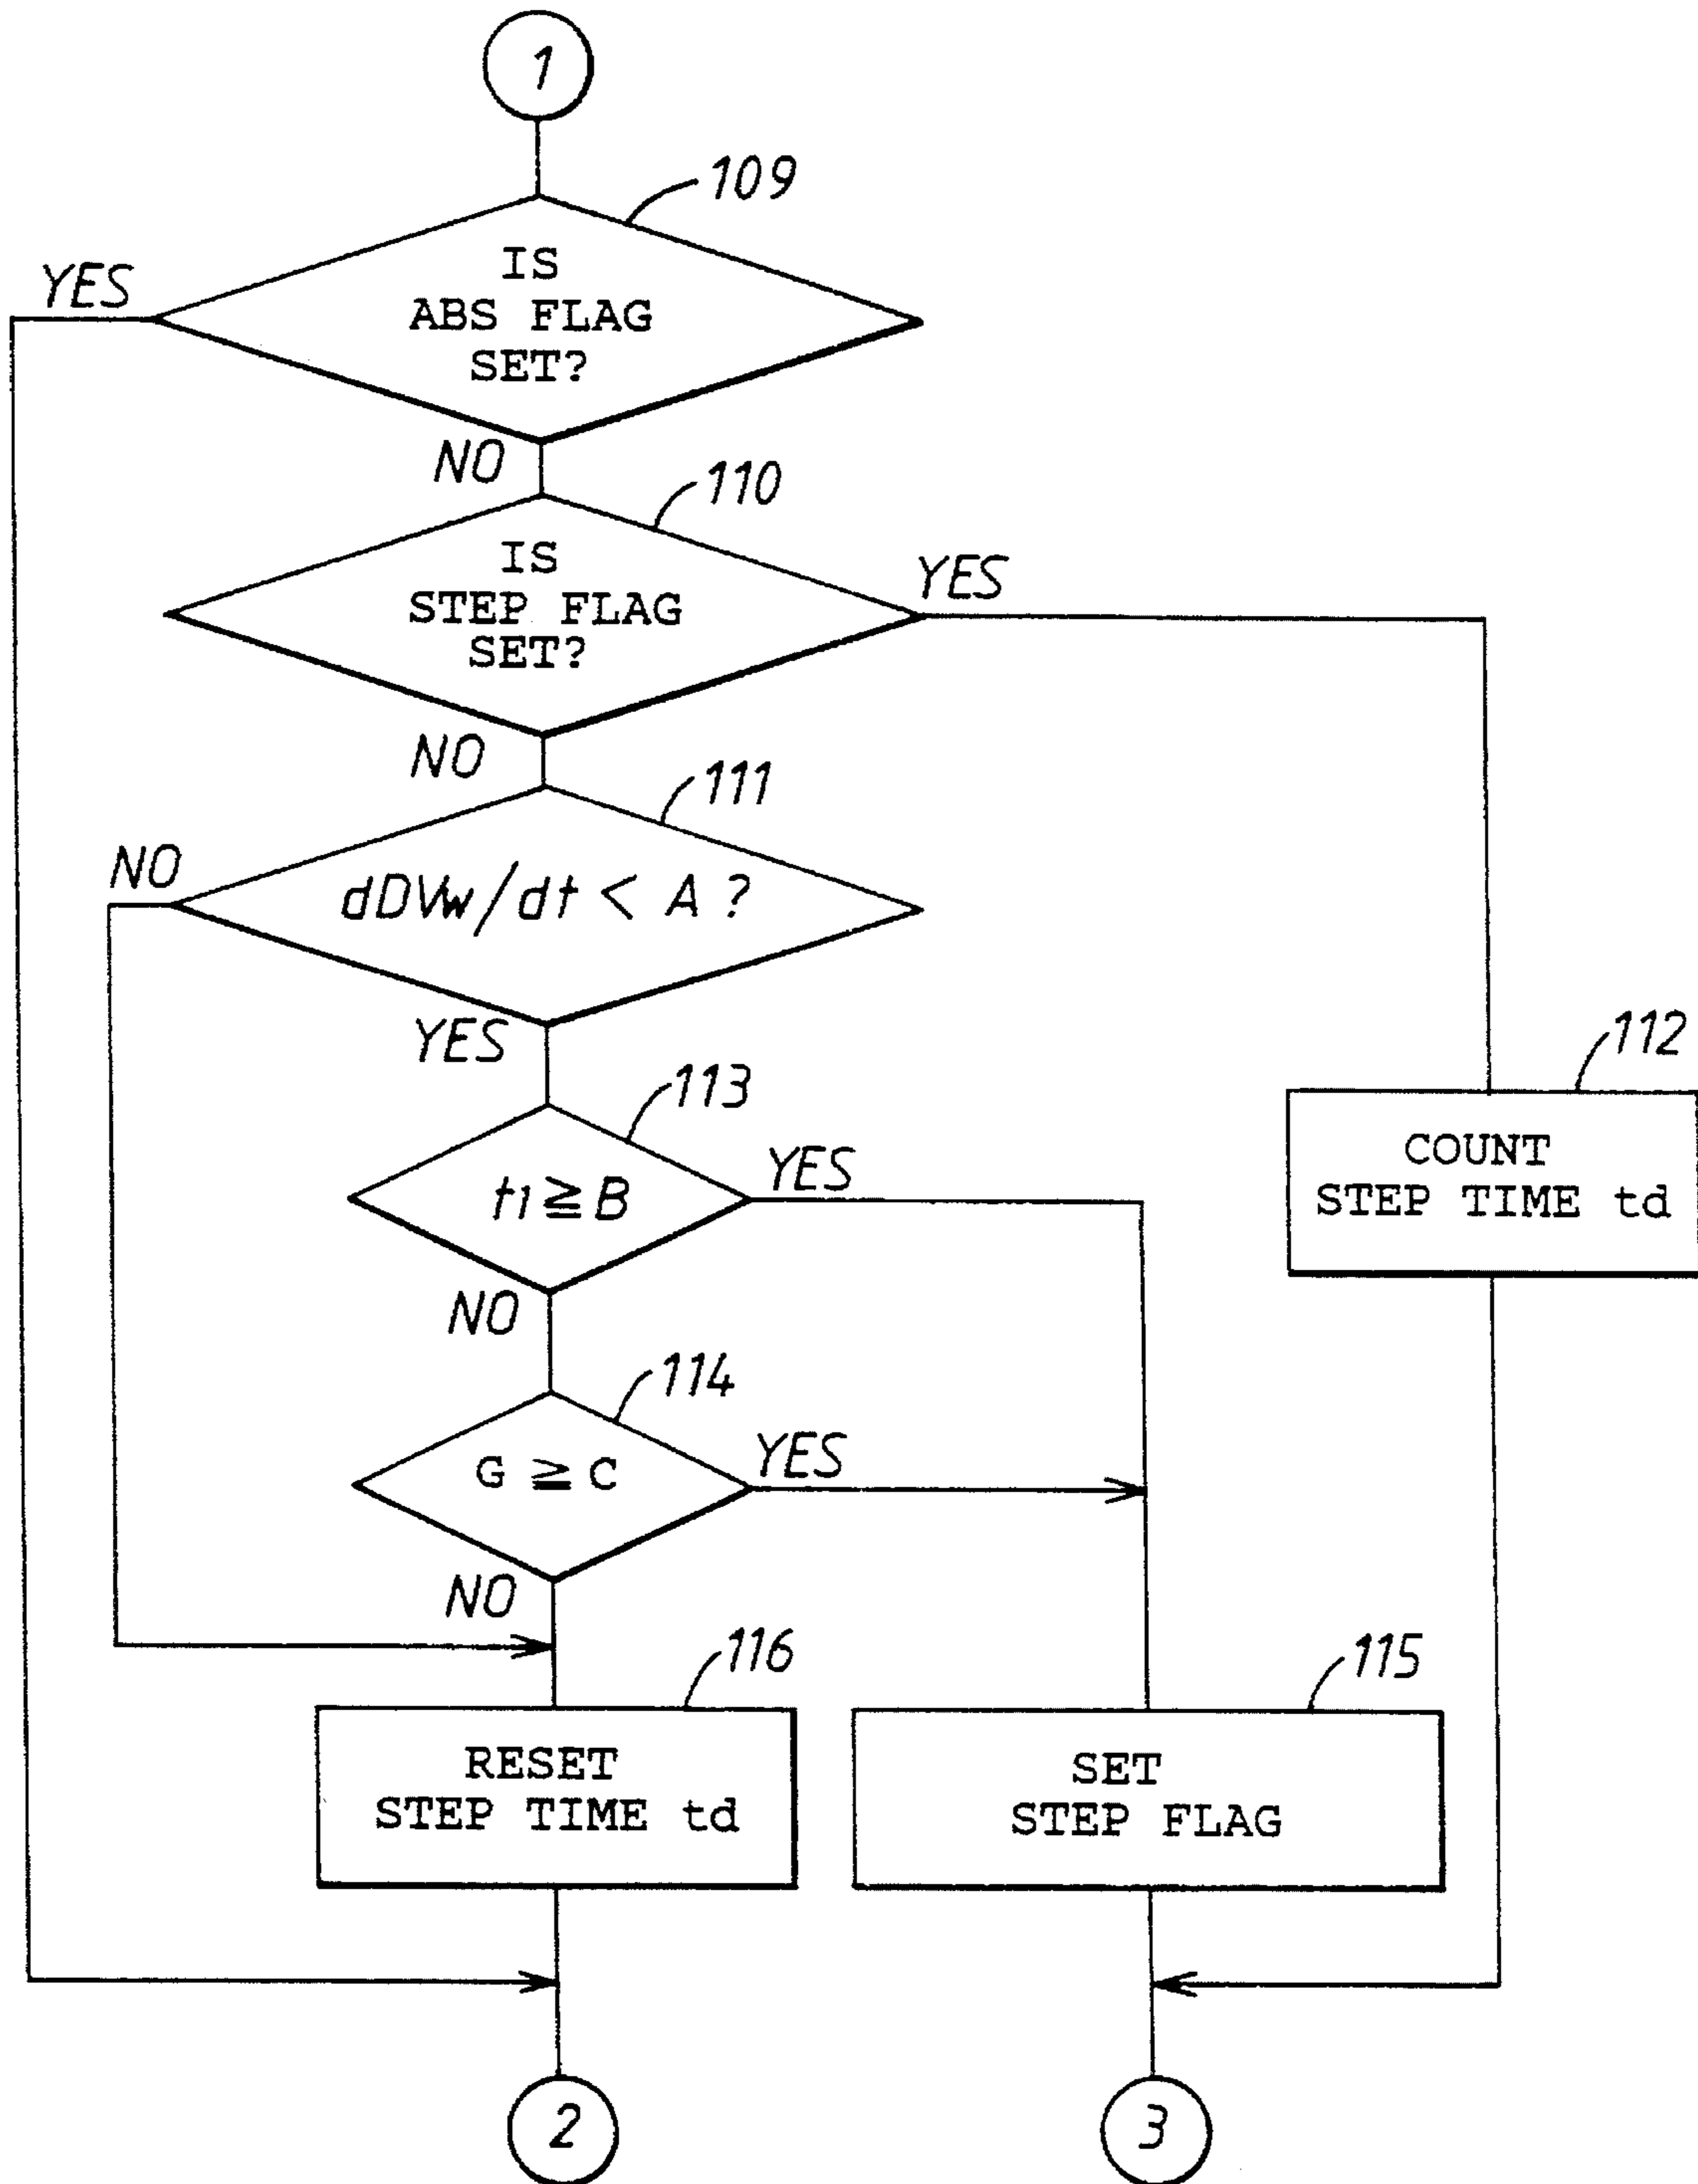 1
109
IS
ABS FLAG
SET?
YES
NO
110
IS
STEP FLAG
SET?
YES
NO
111
dDVw/dt < A ?
NO
YES
112
COUNT
STEP TIME td
113
t1 ≧ B
YES
NO
114
G ≧ C
YES
NO
116
RESET
STEP TIME td
115
SET
STEP FLAG
2
3